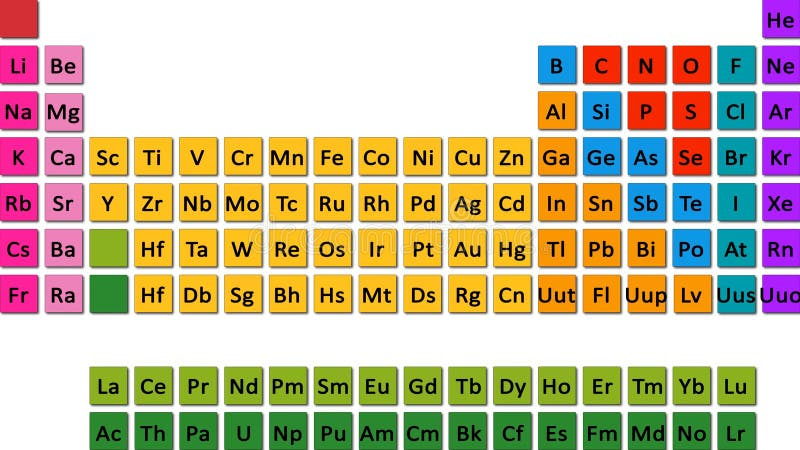 He
Li Be B C N O F Ne
Na Mg Al Si P S Cl Ar
K Ca Sc Ti V Cr Mn Fe Co Ni Cu Zn Ga Ge As Se Br Kr
Rb Sr Y Zr Nb Mo Tc Ru Rh Pd Ag Cd In Sn Sb Te I Xe
Cs Ba Hf Ta W Re Os Ir Pt Au Hg Tl Pb Bi Po At Rn
Fr Ra Hf Db Sg Bh Hs Mt Ds Rg Cn Uut Fl Uup Lv Uus Uuo
dreamstime
La Ce Pr Nd Pm Sm Eu Gd Tb Dy Ho Er Tm Yb Lu
Ac Th Pa U Np Pu Am Cm Bk Cf Es Fm Md No Lr